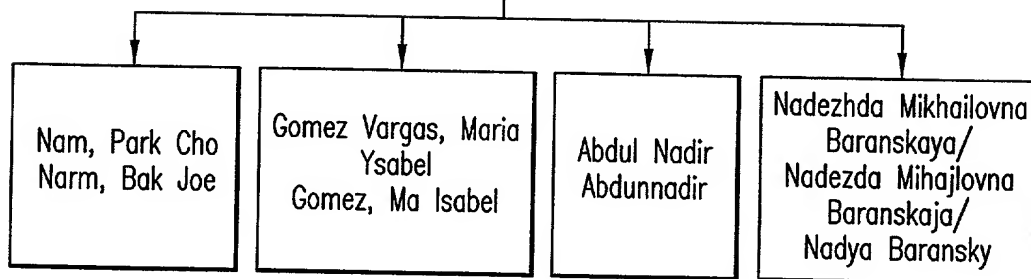 Nam, Park Cho
Narm, Bak Joe
Gomez Vargas, Maria
Ysabel
Gomez, Ma Isabel
Abdul Nadir
Abdunnadir
Nadezhda Mikhailovna
Baranskaya/
Nadezda Mihajlovna
Baranskaja/
Nadya Baransky